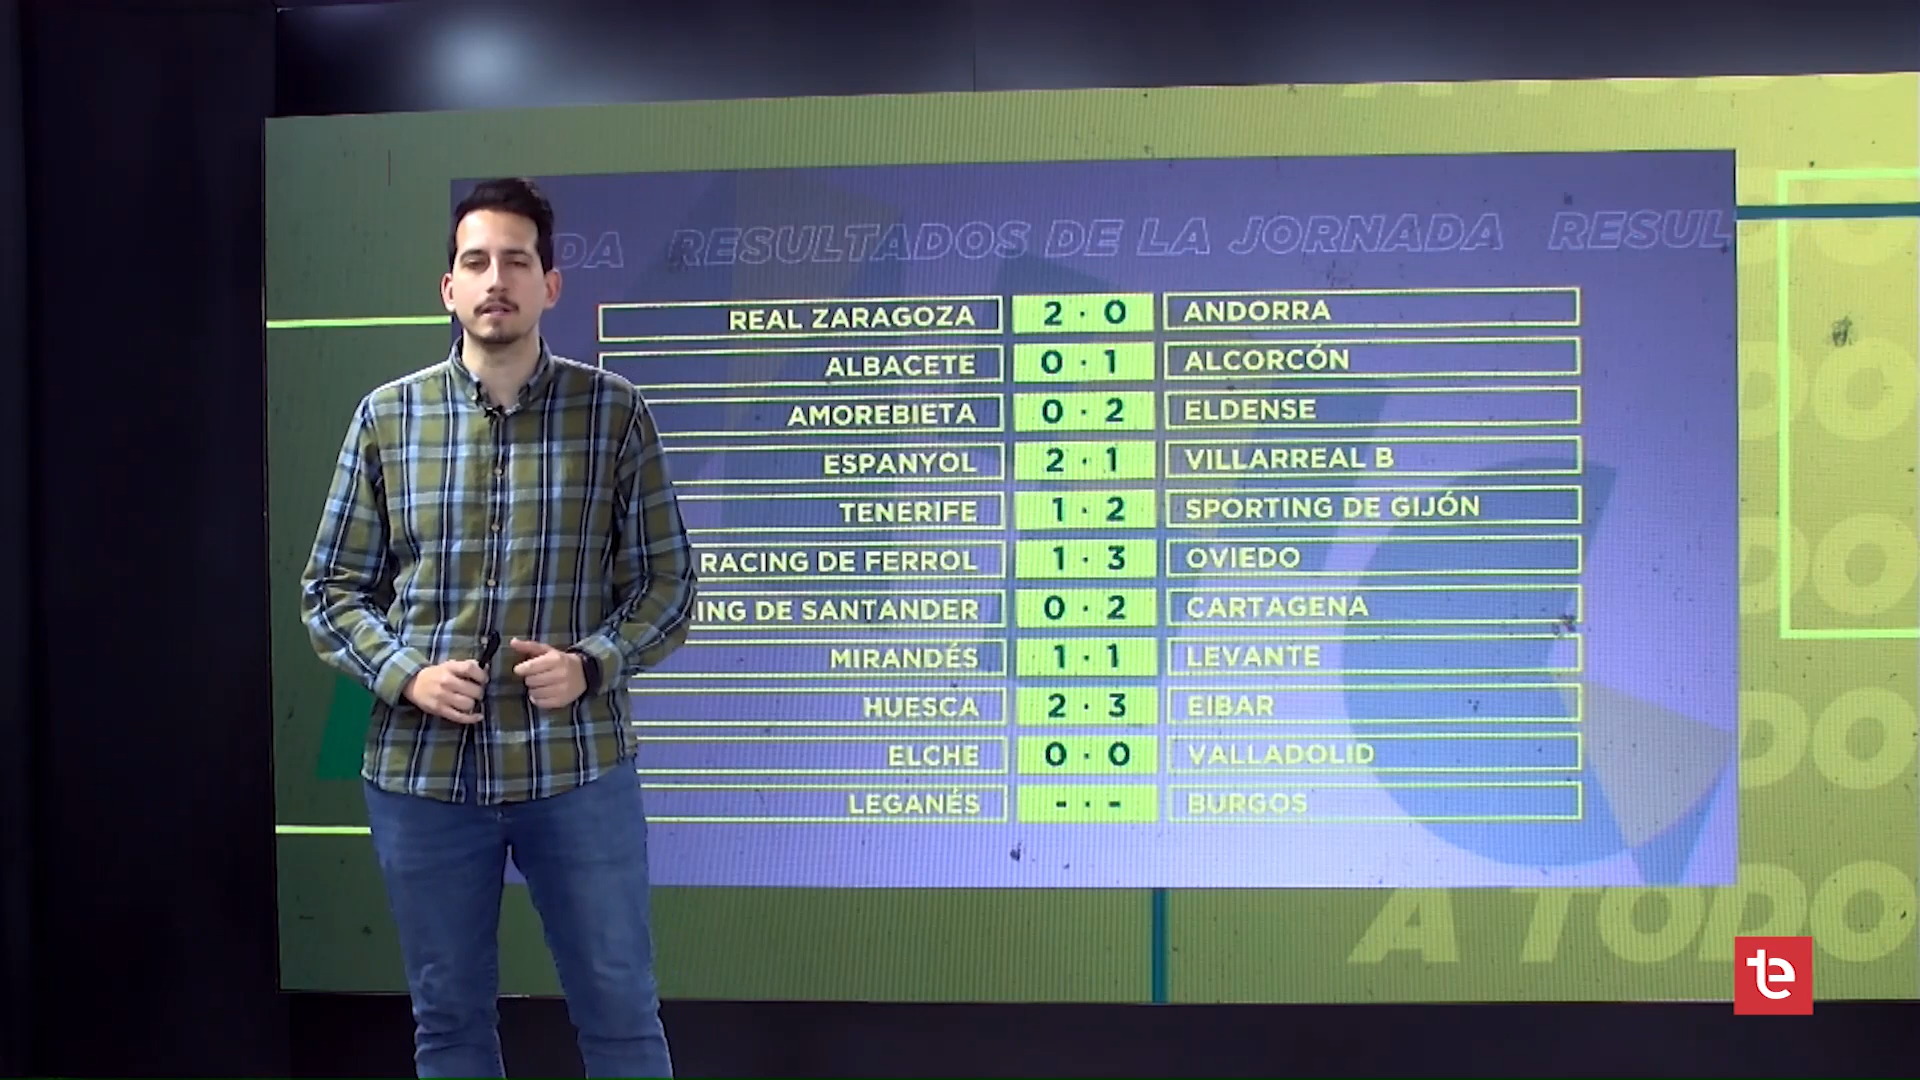 RESULTADOS DE LA JORNADA
REAL ZARAGOZA 2 · 0 ANDORRA
ALBACETE 0 · 1 ALCORCÓN
AMOREBIETA 0 · 2 ELDENSE
ESPANYOL 2 · 1 VILLARREAL B
TENERIFE 1 · 2 SPORTING DE GIJÓN
RACING DE FERROL 1 · 3 OVIEDO
ING DE SANTANDER 0 · 2 CARTAGENA
MIRANDÉS 1 · 1 LEVANTE
HUESCA 2 · 3 EIBAR
ELCHE 0 · 0 VALLADOLID
LEGANÉS - · - BURGOS
A TODO
te